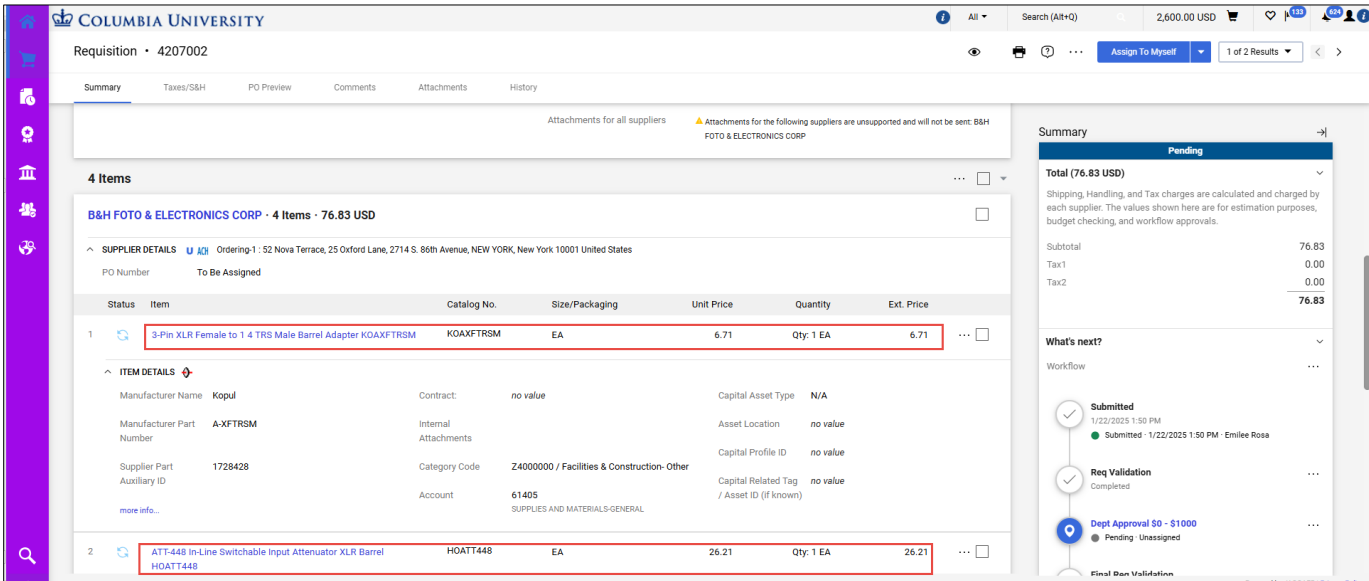 COLUMBIA UNIVERSITY
All
Search (Alt+Q)
2,600.00 USD
133
624
Requisition • 4207002
Assign To Myself
1 of 2 Results
Summary
Taxes/S&H
PO Preview
Comments
Attachments
History
Attachments for all suppliers
Attachments for the following suppliers are unsupported and will not be sent: B&H
FOTO & ELECTRONICS CORP
4 Items
B&H FOTO & ELECTRONICS CORP · 4 Items · 76.83 USD
SUPPLIER DETAILS U ACH Ordering-1 : 52 Nova Terrace, 25 Oxford Lane, 2714 S. 86th Avenue, NEW YORK, New York 10001 United States
PO Number To Be Assigned
Status Item Catalog No. Size/Packaging Unit Price Quantity Ext. Price
1 3-Pin XLR Female to 1 4 TRS Male Barrel Adapter KOAXFTRSM KOAXFTRSM EA 6.71 Qty: 1 EA 6.71 ...
ITEM DETAILS
Manufacturer Name Kopul
Manufacturer Part A-XFTRSM
Number
Supplier Part 1728428
Auxiliary ID
more info...
Contract: no value
Internal
Attachments
Category Code Z4000000 / Facilities & Construction- Other
Account 61405
SUPPLIES AND MATERIALS-GENERAL
Capital Asset Type N/A
Asset Location no value
Capital Profile ID no value
Capital Related Tag no value
/ Asset ID (if known)
2 ATT-448 In-Line Switchable Input Attenuator XLR Barrel HOATT448 EA 26.21 Qty: 1 EA 26.21 ...
HOATT448
Summary
Pending
Total (76.83 USD)
Shipping, Handling, and Tax charges are calculated and charged by
each supplier. The values shown here are for estimation purposes,
budget checking, and workflow approvals.
Subtotal 76.83
Tax1 0.00
Tax2 0.00
76.83
What's next?
Workflow ...
Submitted
1/22/2025 1:50 PM
Submitted · 1/22/2025 1:50 PM · Emilee Rosa
Req Validation ...
Completed
Dept Approval $0 - $1000 ...
Pending · Unassigned
Final Req Validation